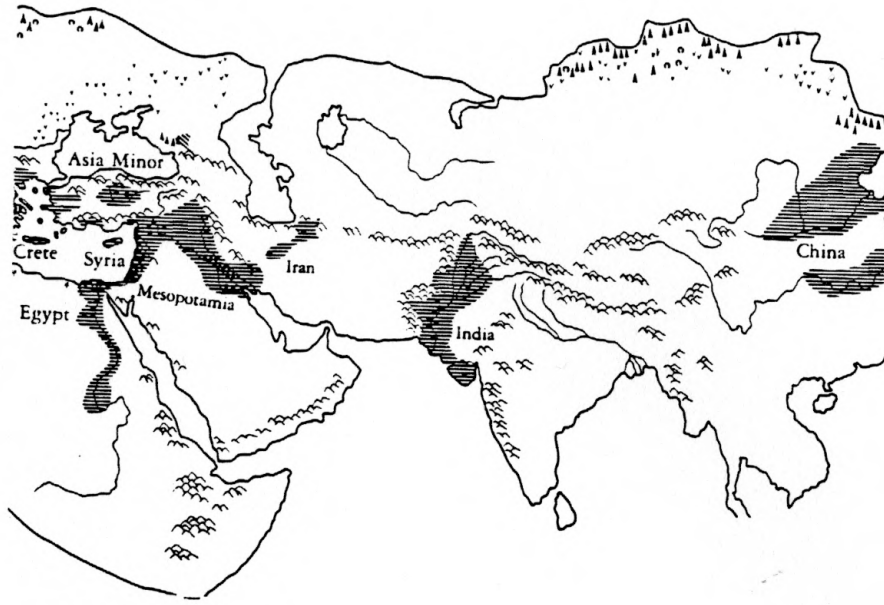 Asia Minor
Crete
Syria
Iran
China
Mesopotamia
Egypt
India